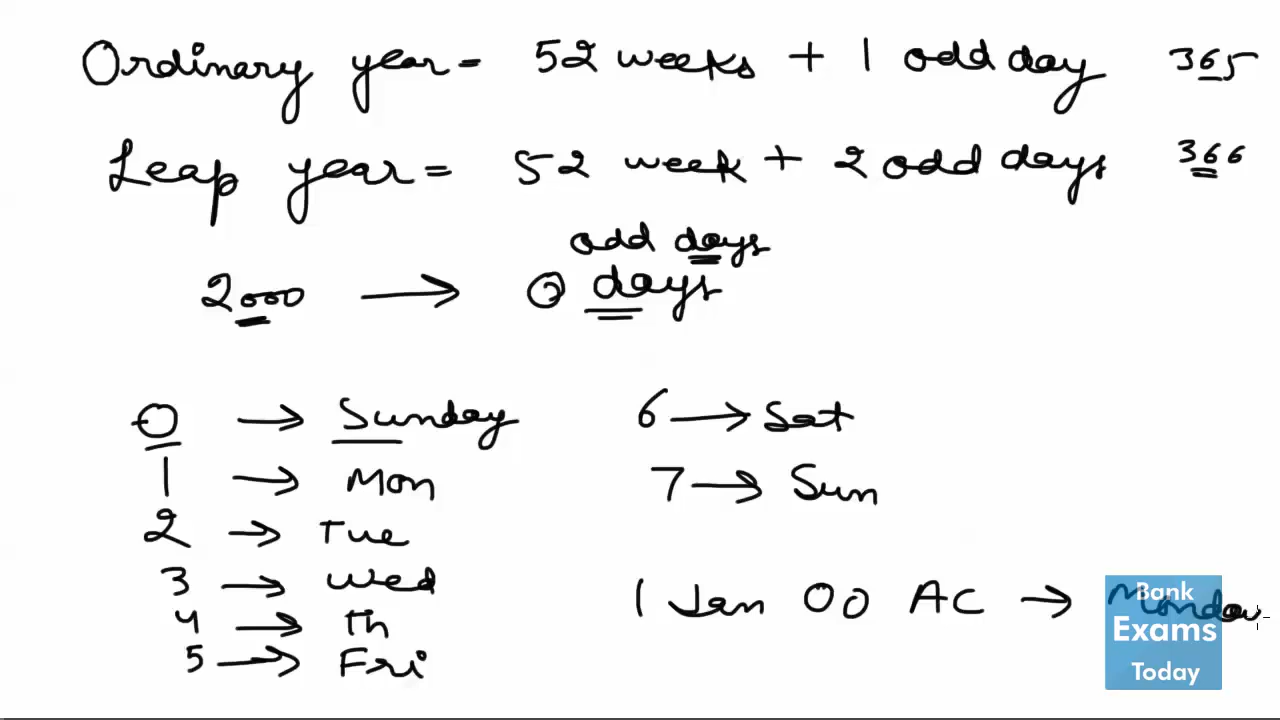 Ordinary year = 52 weeks + 1 odd day 365
Leap year = 52 week + 2 odd days 366
odd days
2000 → 0 days
0 → Sunday
1 → Mon
2 → Tue
3 → Wed
4 → Th
5 → Fri
6 → Sat
7 → Sun
1 Jan 00 AC → Monday
Bank
Exams
Today